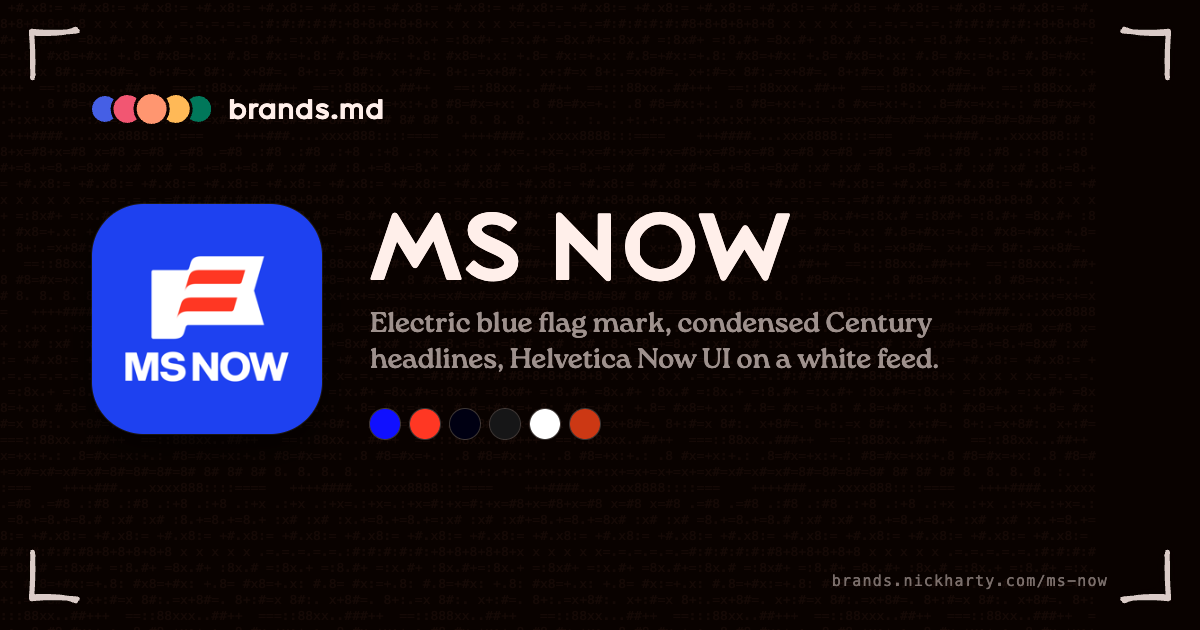 brands.md
MS NOW
MS NOW
Electric blue flag mark, condensed Century
headlines, Helvetica Now UI on a white feed.
brands.nickharty.com/ms-now